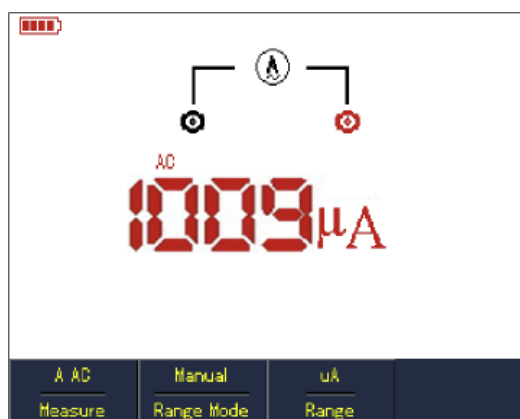 AC
1009μA
A AC Manual uA
Measure Range Mode Range